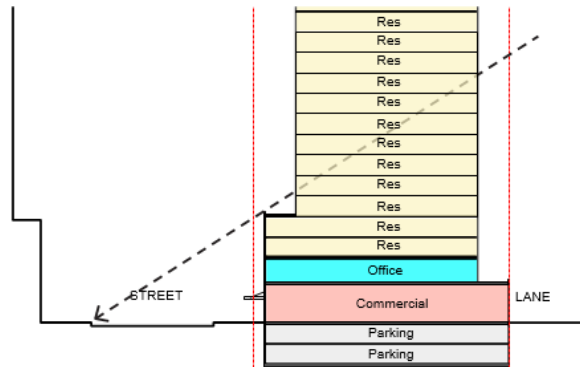 Res
Res
Res
Res
Res
Res
Res
Res
Res
Res
Res
Res
Office
STREET
Commercial
LANE
Parking
Parking